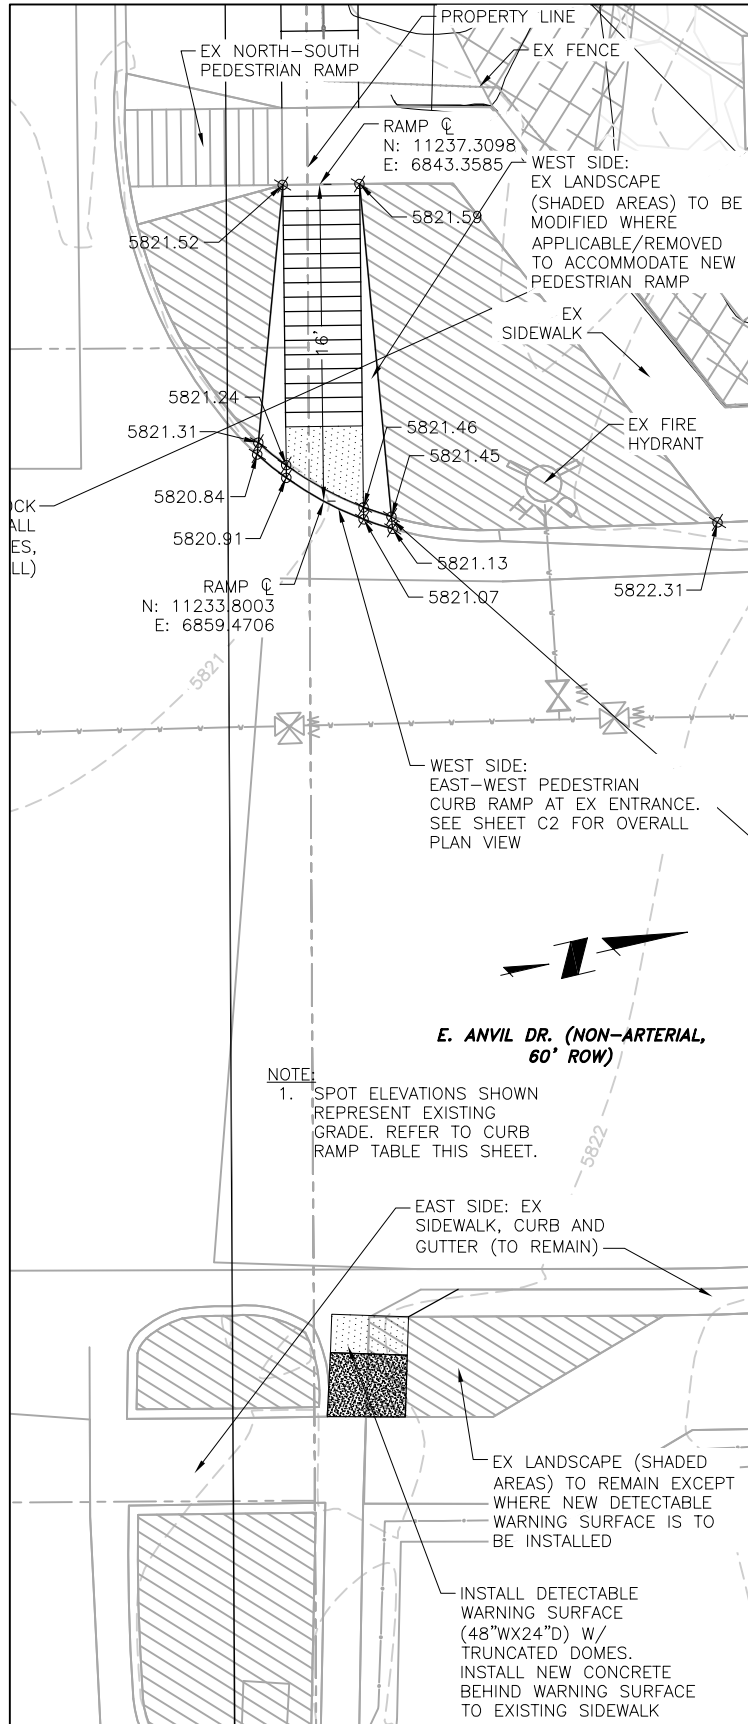 PROPERTY LINE
EX NORTH-SOUTH
PEDESTRIAN RAMP
EX FENCE
RAMP ℄
N: 11237.3098
E: 6843.3585
WEST SIDE:
EX LANDSCAPE
(SHADED AREAS) TO BE
MODIFIED WHERE
APPLICABLE/REMOVED
TO ACCOMMODATE NEW
PEDESTRIAN RAMP
5821.52
5821.59
EX
SIDEWALK
16'
5821.24
5821.31
5821.46
5821.45
EX FIRE
HYDRANT
5820.84
5820.91
OCK
ALL
ES,
LL)
5821.13
5821.07
5822.31
RAMP ℄
N: 11233.8003
E: 6859.4706
5821
WEST SIDE:
EAST-WEST PEDESTRIAN
CURB RAMP AT EX ENTRANCE.
SEE SHEET C2 FOR OVERALL
PLAN VIEW
E. ANVIL DR. (NON-ARTERIAL,
60' ROW)
NOTE:
1. SPOT ELEVATIONS SHOWN
REPRESENT EXISTING
GRADE. REFER TO CURB
RAMP TABLE THIS SHEET.
5822
EAST SIDE: EX
SIDEWALK, CURB AND
GUTTER (TO REMAIN)
EX LANDSCAPE (SHADED
AREAS) TO REMAIN EXCEPT
WHERE NEW DETECTABLE
WARNING SURFACE IS TO
BE INSTALLED
INSTALL DETECTABLE
WARNING SURFACE
(48"WX24"D) W/
TRUNCATED DOMES.
INSTALL NEW CONCRETE
BEHIND WARNING SURFACE
TO EXISTING SIDEWALK